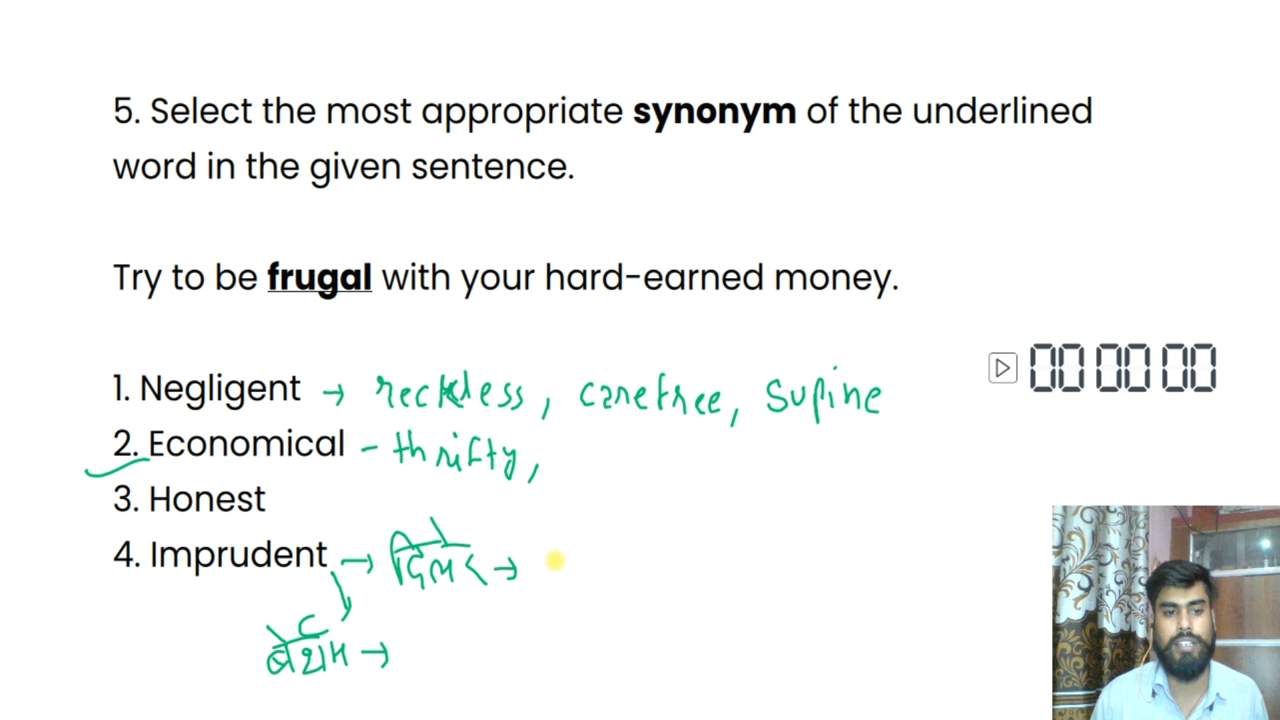 5. Select the most appropriate synonym of the underlined
word in the given sentence.
Try to be frugal with your hard-earned money.
1. Negligent → reckless, carefree, supine
2. Economical - thrifty,
3. Honest
4. Imprudent → दिलेर →
बेशर्म →
00 00 00